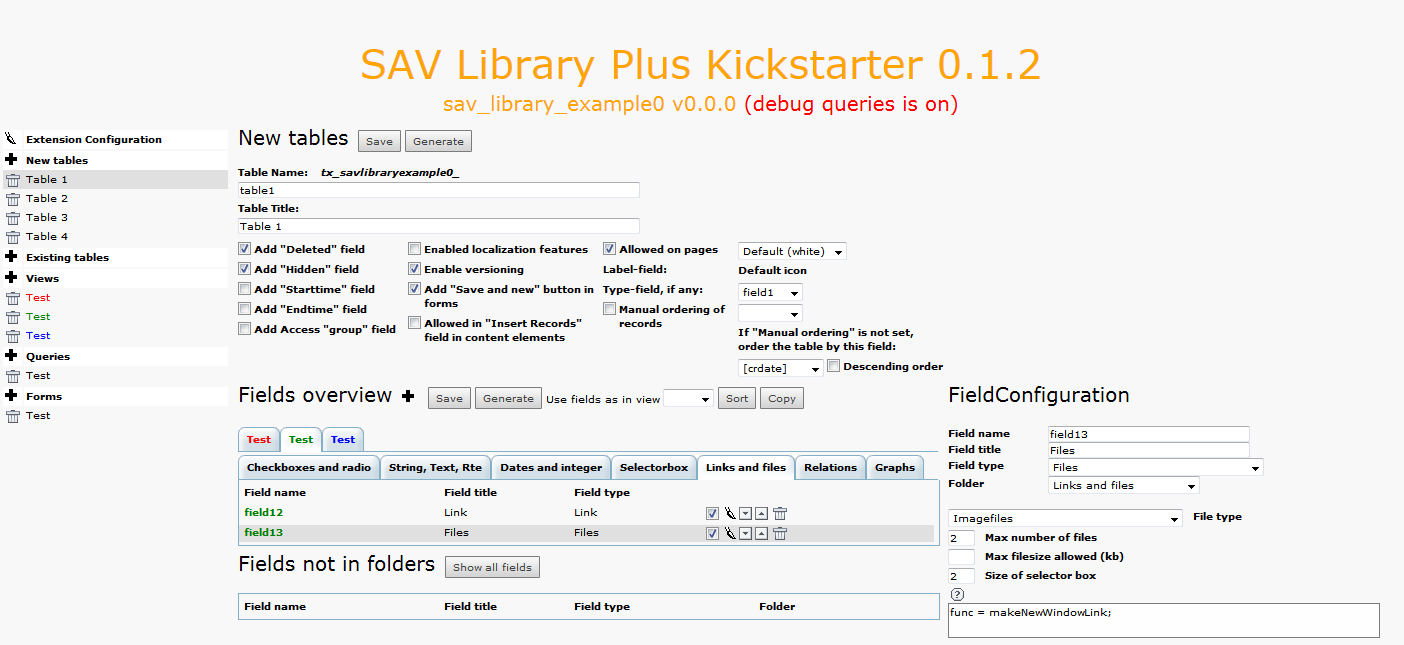 SAV Library Plus Kickstarter 0.1.2
sav_library_example0 v0.0.0 (debug queries is on)
Extension Configuration
New tables
Table 1
Table 2
Table 3
Table 4
Existing tables
Views
Test
Test
Test
Queries
Test
Forms
Test
New tables Save Generate
Table Name: tx_savlibraryexample0_
table1
Table Title:
Table 1
Add "Deleted" field
Add "Hidden" field
Add "Starttime" field
Add "Endtime" field
Add Access "group" field
Enabled localization features
Enable versioning
Add "Save and new" button in
forms
Allowed in "Insert Records"
field in content elements
Allowed on pages
Label-field:
Type-field, if any:
Manual ordering of
records
Default (white)
Default icon
field1
If "Manual ordering" is not set,
order the table by this field:
[crdate] Descending order
Fields overview Save Generate Use fields as in view Sort Copy
Test Test Test
Checkboxes and radio String, Text, Rte Dates and integer Selectorbox Links and files Relations Graphs
Field name Field title Field type
field12 Link Link
field13 Files Files
Fields not in folders Show all fields
Field name Field title Field type Folder
FieldConfiguration
Field name field13
Field title Files
Field type Files
Folder Links and files
Imagefiles File type
2 Max number of files
Max filesize allowed (kb)
2 Size of selector box
?
func = makeNewWindowLink;